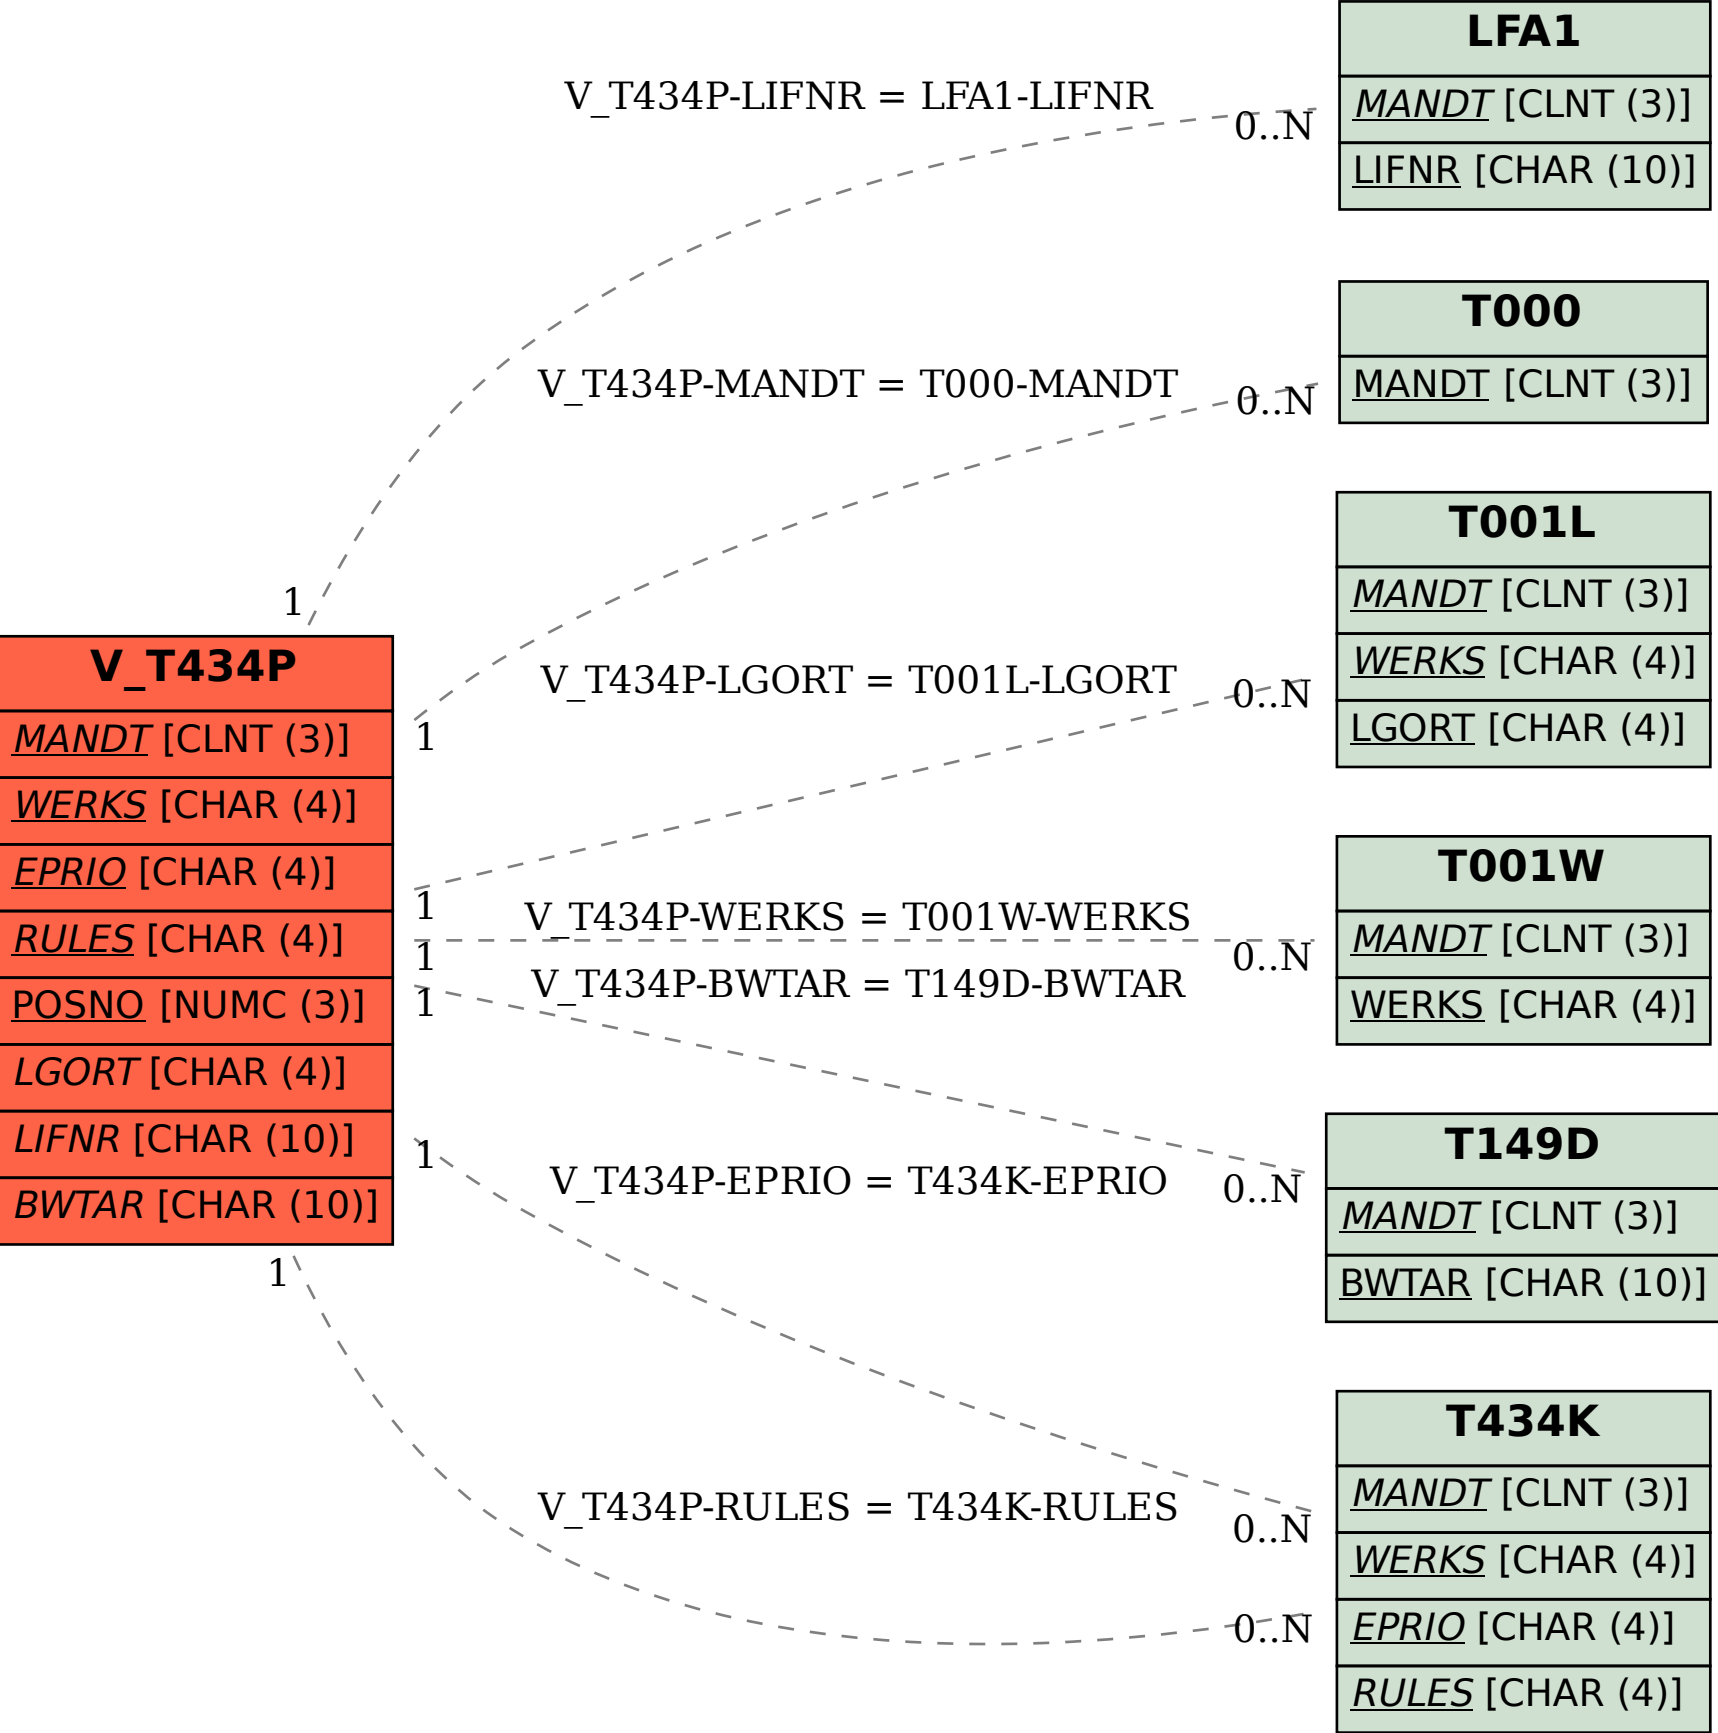 V_T434P
MANDT [CLNT (3)]
WERKS [CHAR (4)]
EPRIO [CHAR (4)]
RULES [CHAR (4)]
POSNO [NUMC (3)]
LGORT [CHAR (4)]
LIFNR [CHAR (10)]
BWTAR [CHAR (10)]
V_T434P-LIFNR = LFA1-LIFNR
0..N
1
V_T434P-MANDT = T000-MANDT
0..N
1
V_T434P-LGORT = T001L-LGORT
0..N
1
V_T434P-WERKS = T001W-WERKS
0..N
1
V_T434P-BWTAR = T149D-BWTAR
0..N
1
V_T434P-EPRIO = T434K-EPRIO
0..N
1
V_T434P-RULES = T434K-RULES
0..N
1
LFA1
MANDT [CLNT (3)]
LIFNR [CHAR (10)]
T000
MANDT [CLNT (3)]
T001L
MANDT [CLNT (3)]
WERKS [CHAR (4)]
LGORT [CHAR (4)]
T001W
MANDT [CLNT (3)]
WERKS [CHAR (4)]
T149D
MANDT [CLNT (3)]
BWTAR [CHAR (10)]
T434K
MANDT [CLNT (3)]
WERKS [CHAR (4)]
EPRIO [CHAR (4)]
RULES [CHAR (4)]